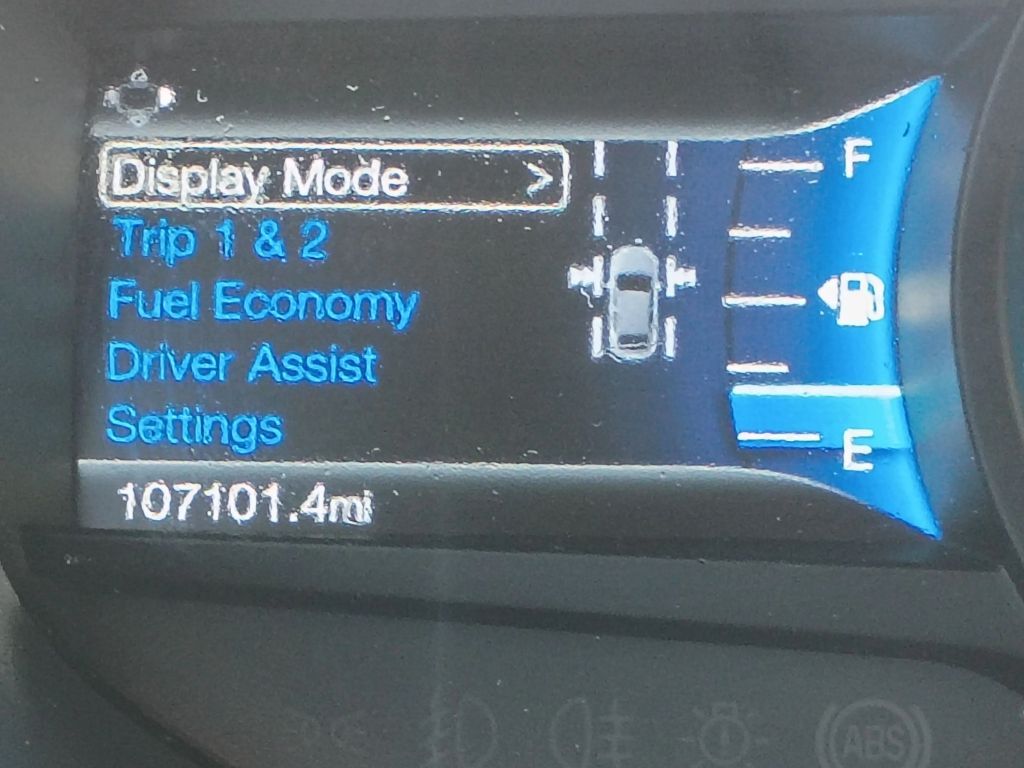 Display Mode >
F
Trip 1 & 2
Fuel Economy
Driver Assist
Settings
E
107101.4mi
ABS